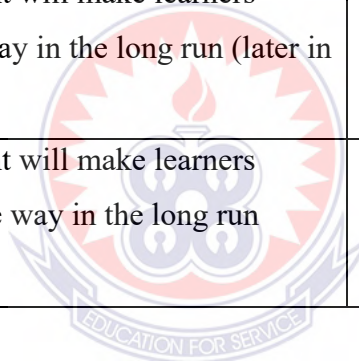 t will make learners
ay in the long run (later in
t will make learners
way in the long run
EDUCATION FOR SERVICE